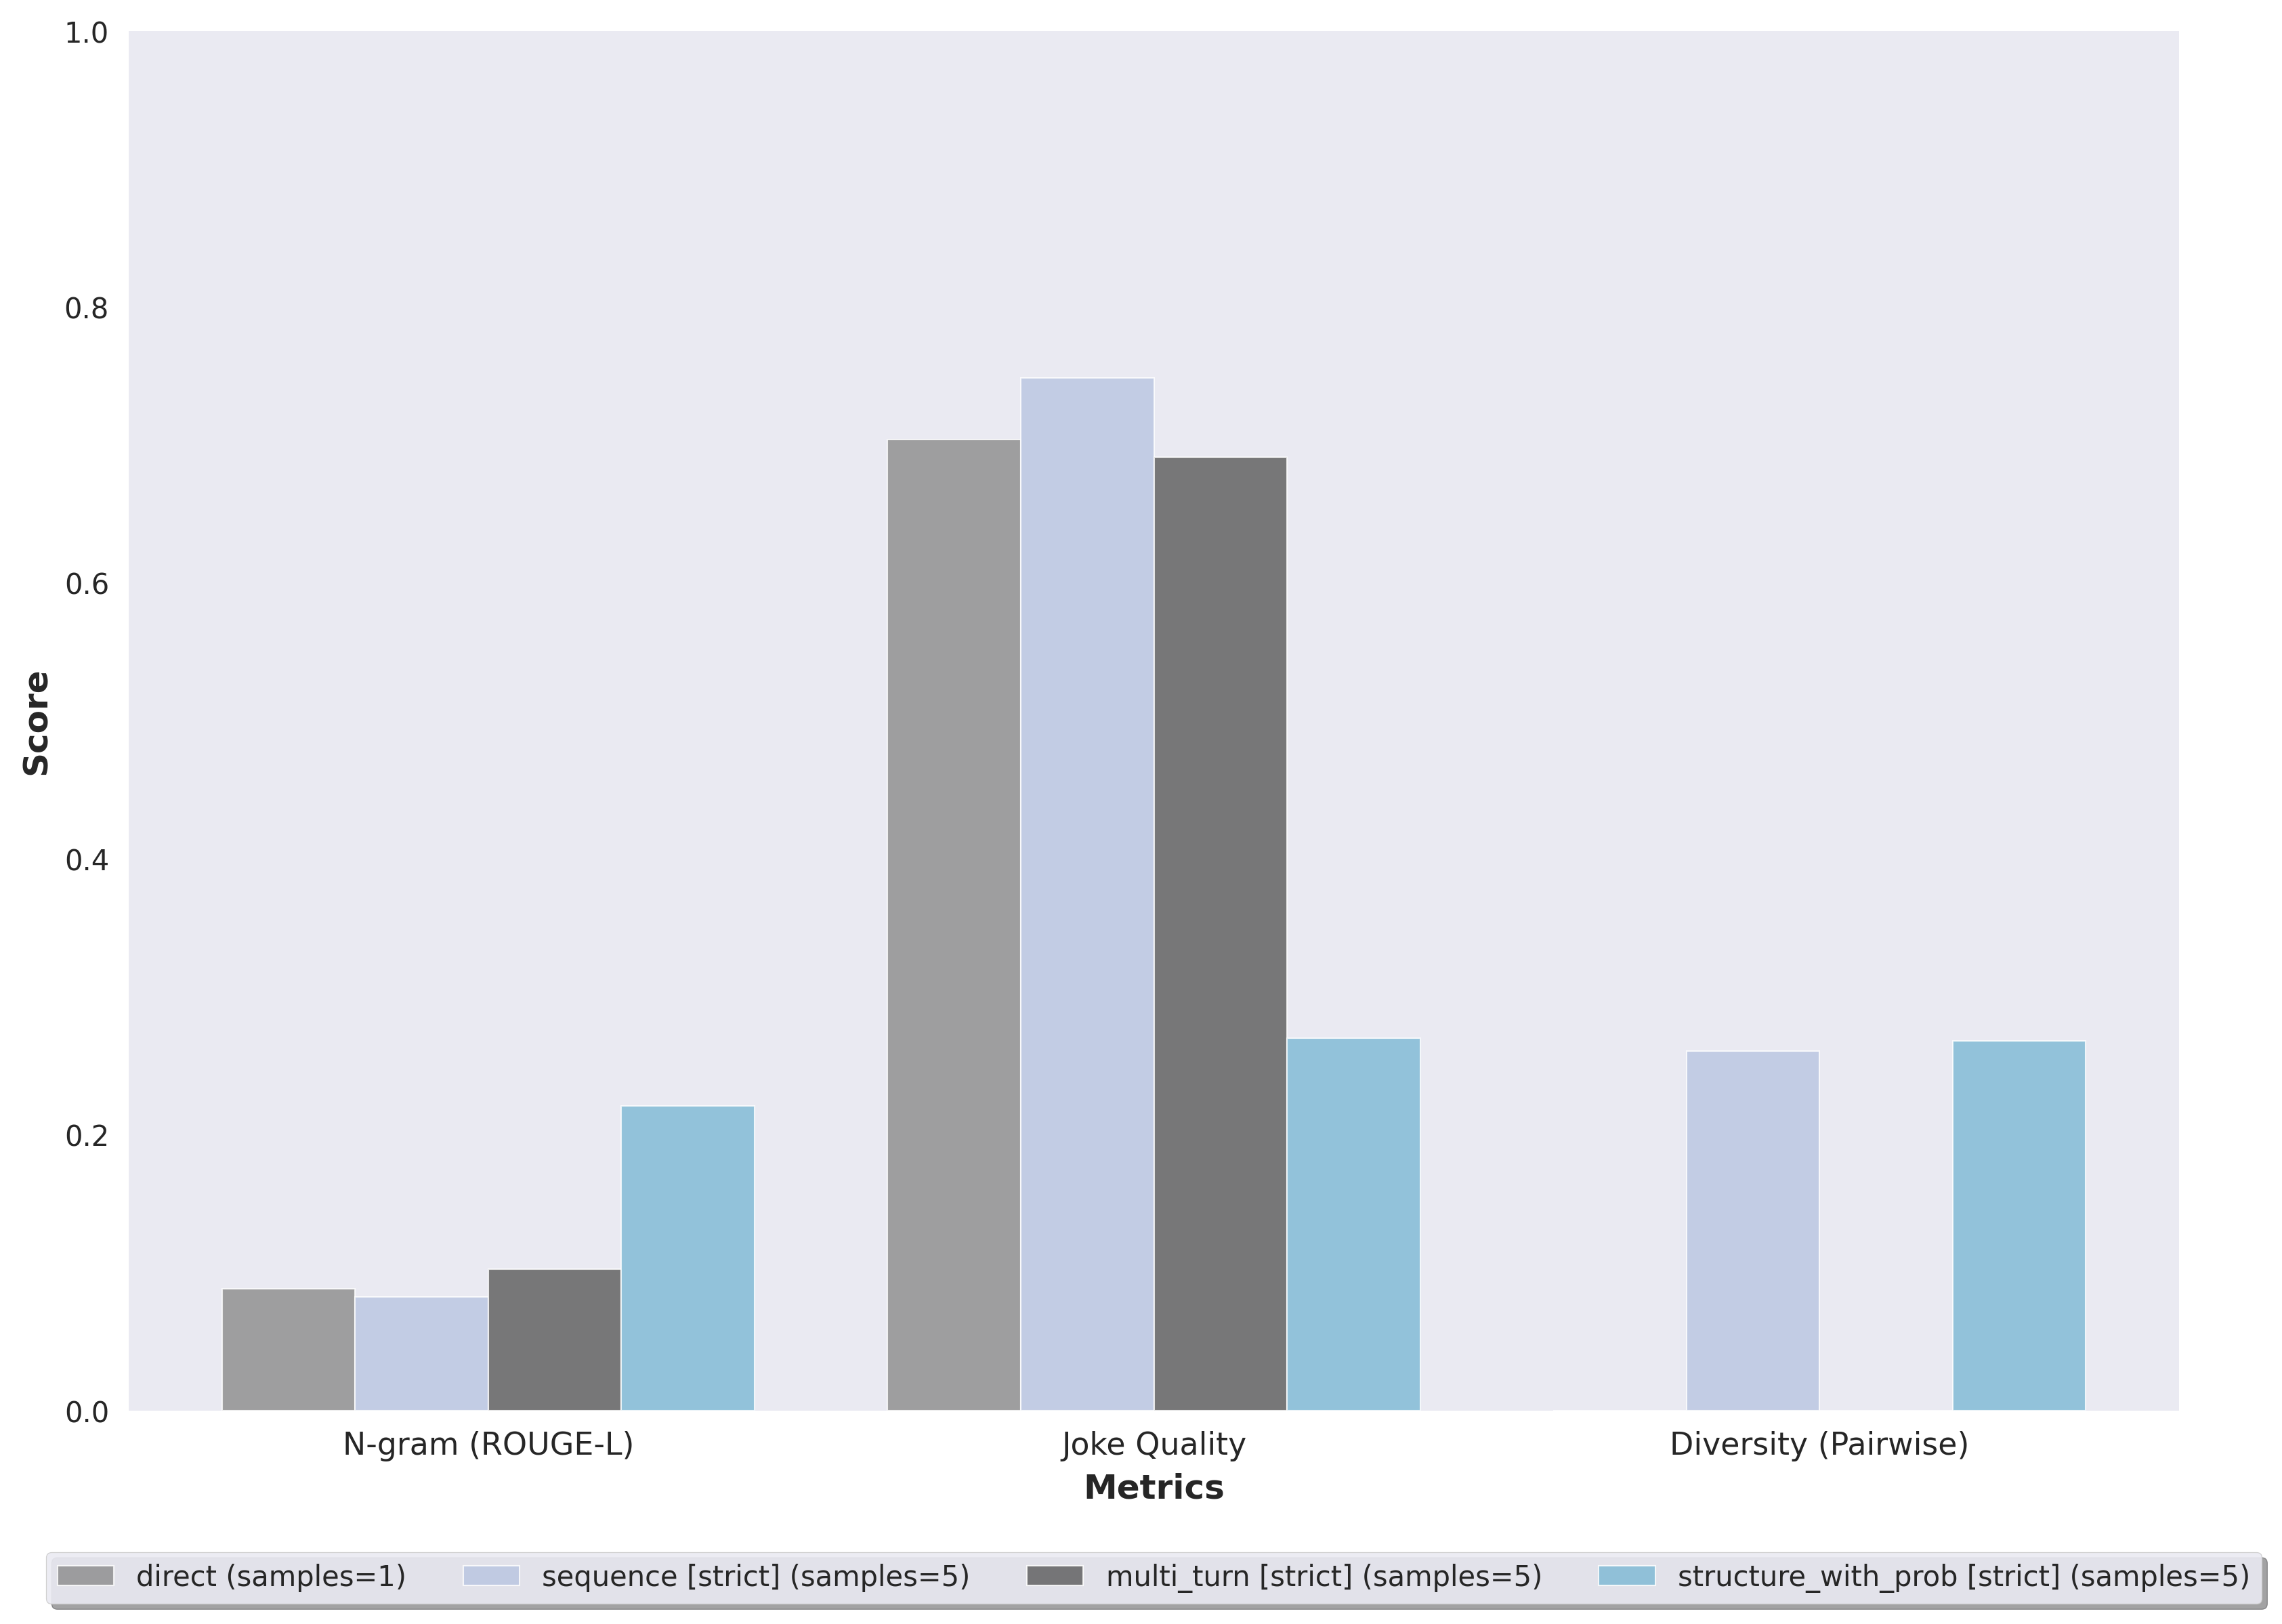 1.0
0.8
0.6
0.4
0.2
0.0
Score
N-gram (ROUGE-L)
Joke Quality
Diversity (Pairwise)
Metrics
direct (samples=1)
sequence [strict] (samples=5)
multi_turn [strict] (samples=5)
structure_with_prob [strict] (samples=5)